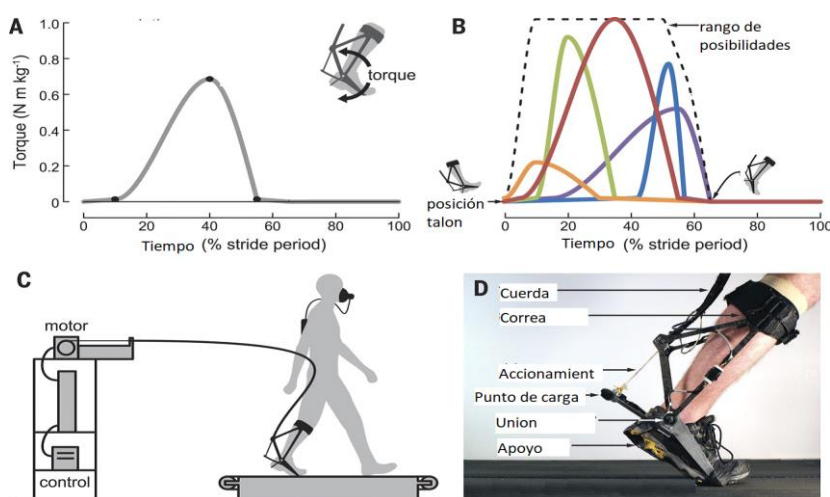 A
Torque (N m kg⁻¹)
1.0
0.8
0.6
0.4
0.2
0
torque
0 20 40 60 80 100
Tiempo (% stride period)
B
rango de
posibilidades
posición
talon
0 20 40 60 80 100
Tiempo (% stride period)
C
motor
control
D
Cuerda
Correa
Accionamient
Punto de carga
Union
Apoyo